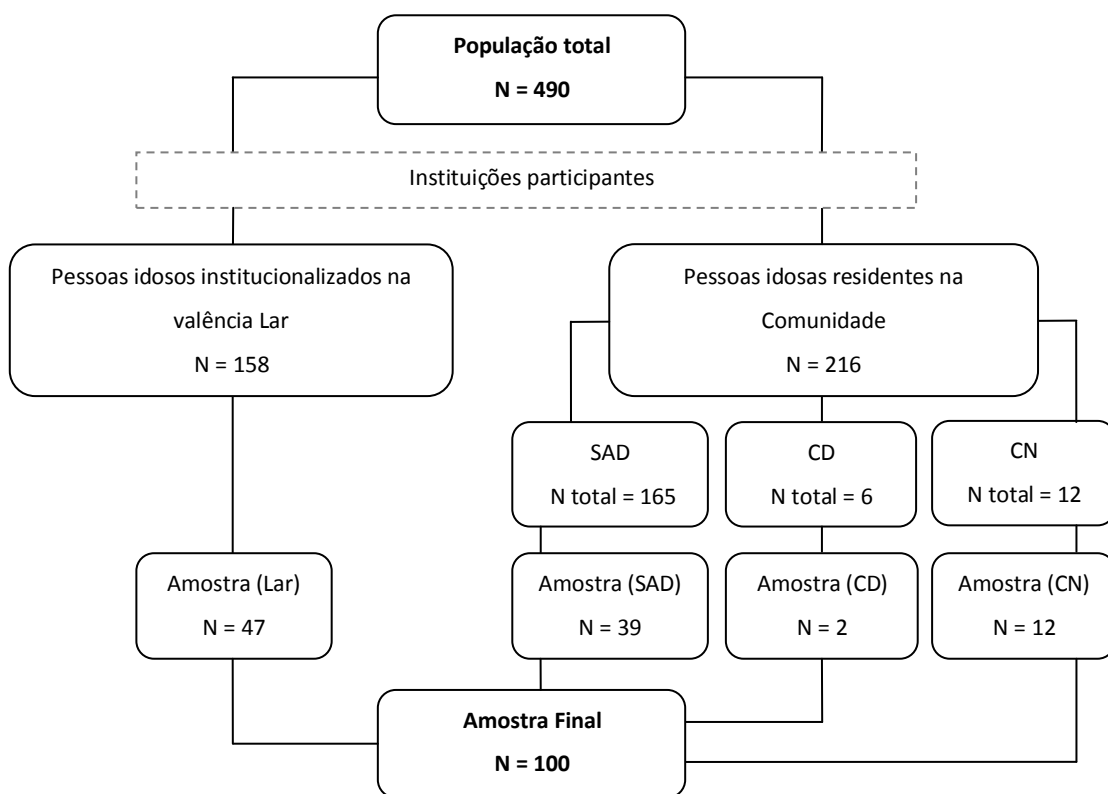 População total
N = 490
Instituições participantes
Pessoas idosos institucionalizados na
valência Lar
N = 158
Pessoas idosas residentes na
Comunidade
N = 216
SAD
N total = 165
CD
N total = 6
CN
N total = 12
Amostra (Lar)
N = 47
Amostra (SAD)
N = 39
Amostra (CD)
N = 2
Amostra (CN)
N = 12
Amostra Final
N = 100